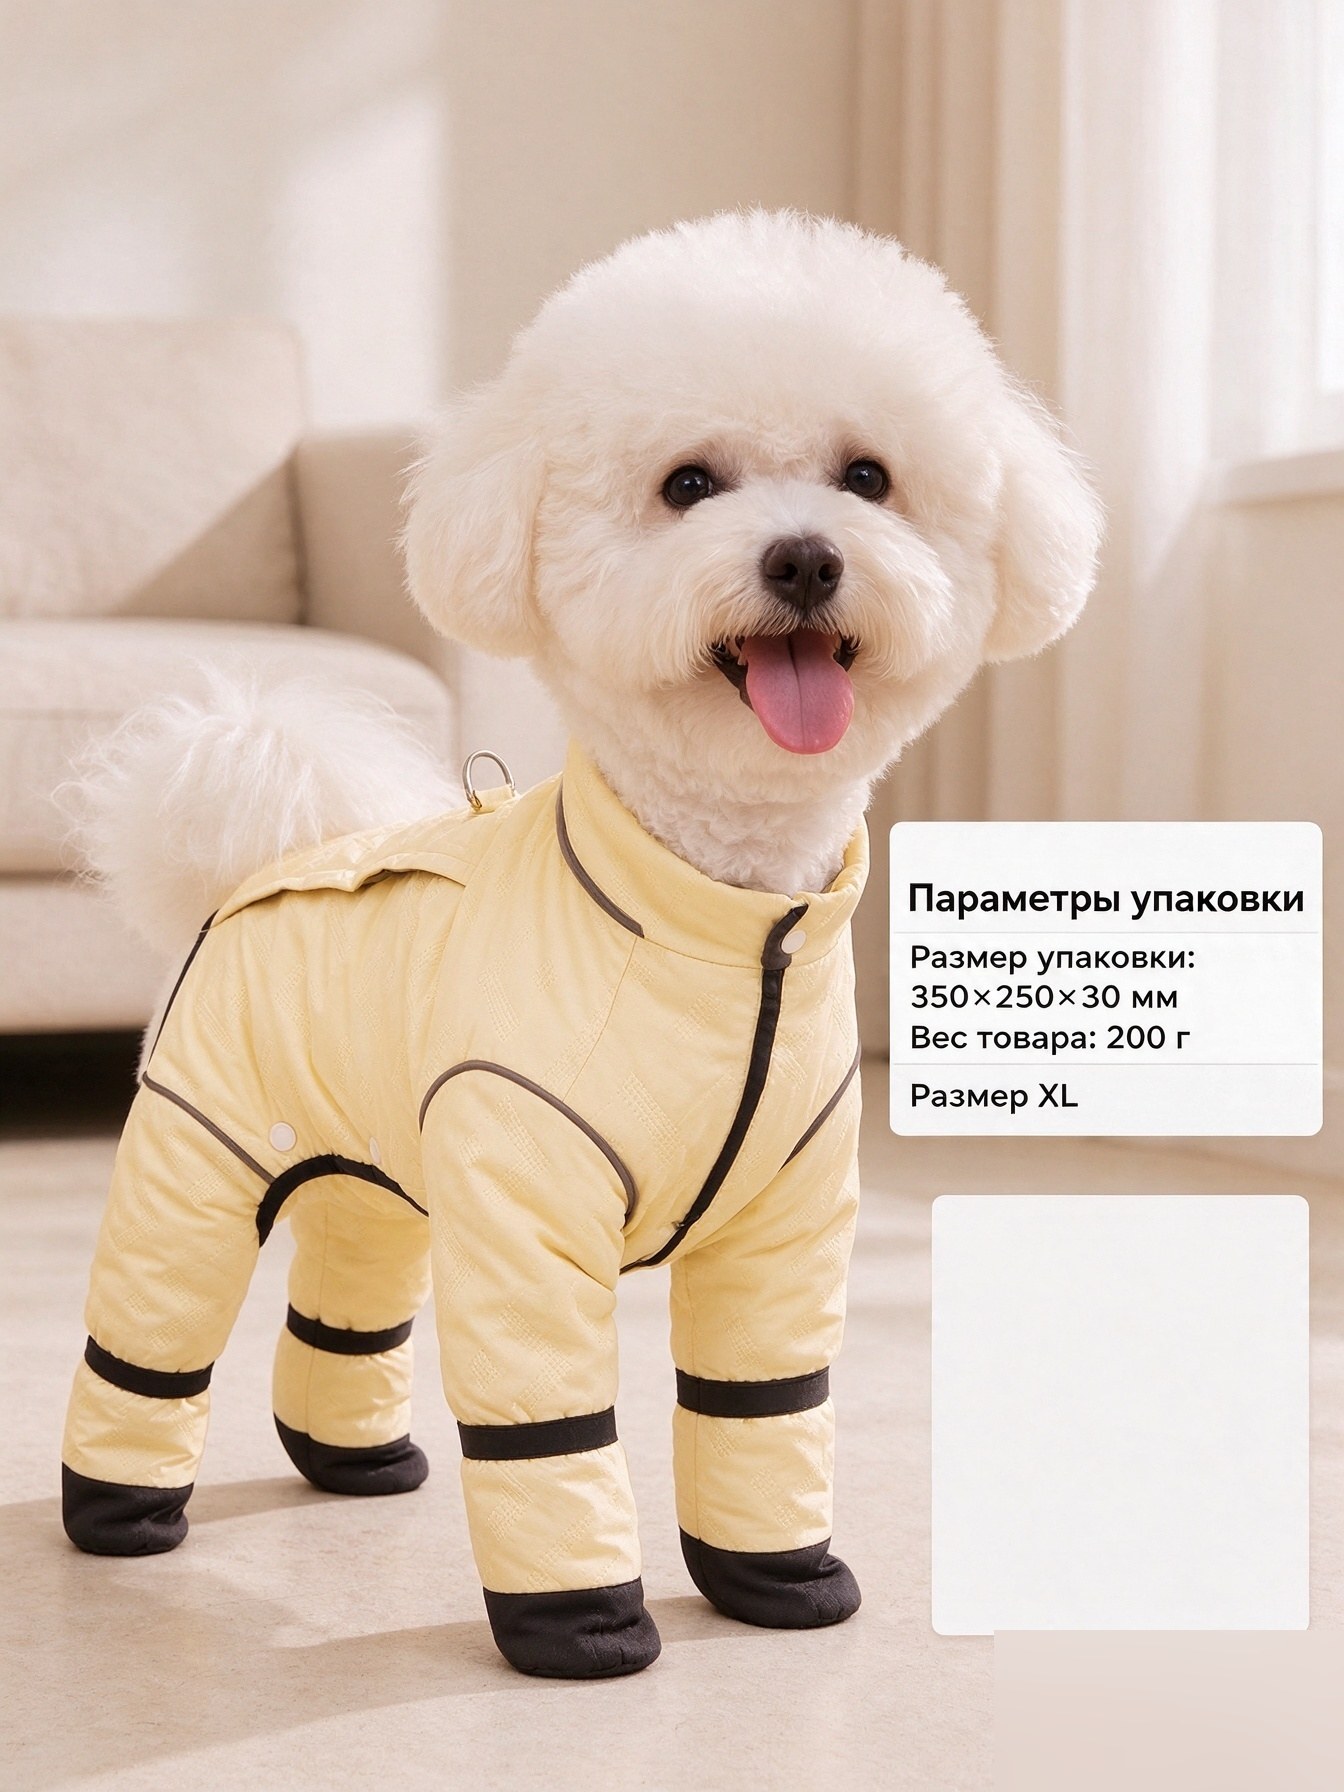 Параметры упаковки
Размер упаковки:
350×250×30 мм
Вес товара: 200 г
Размер XL